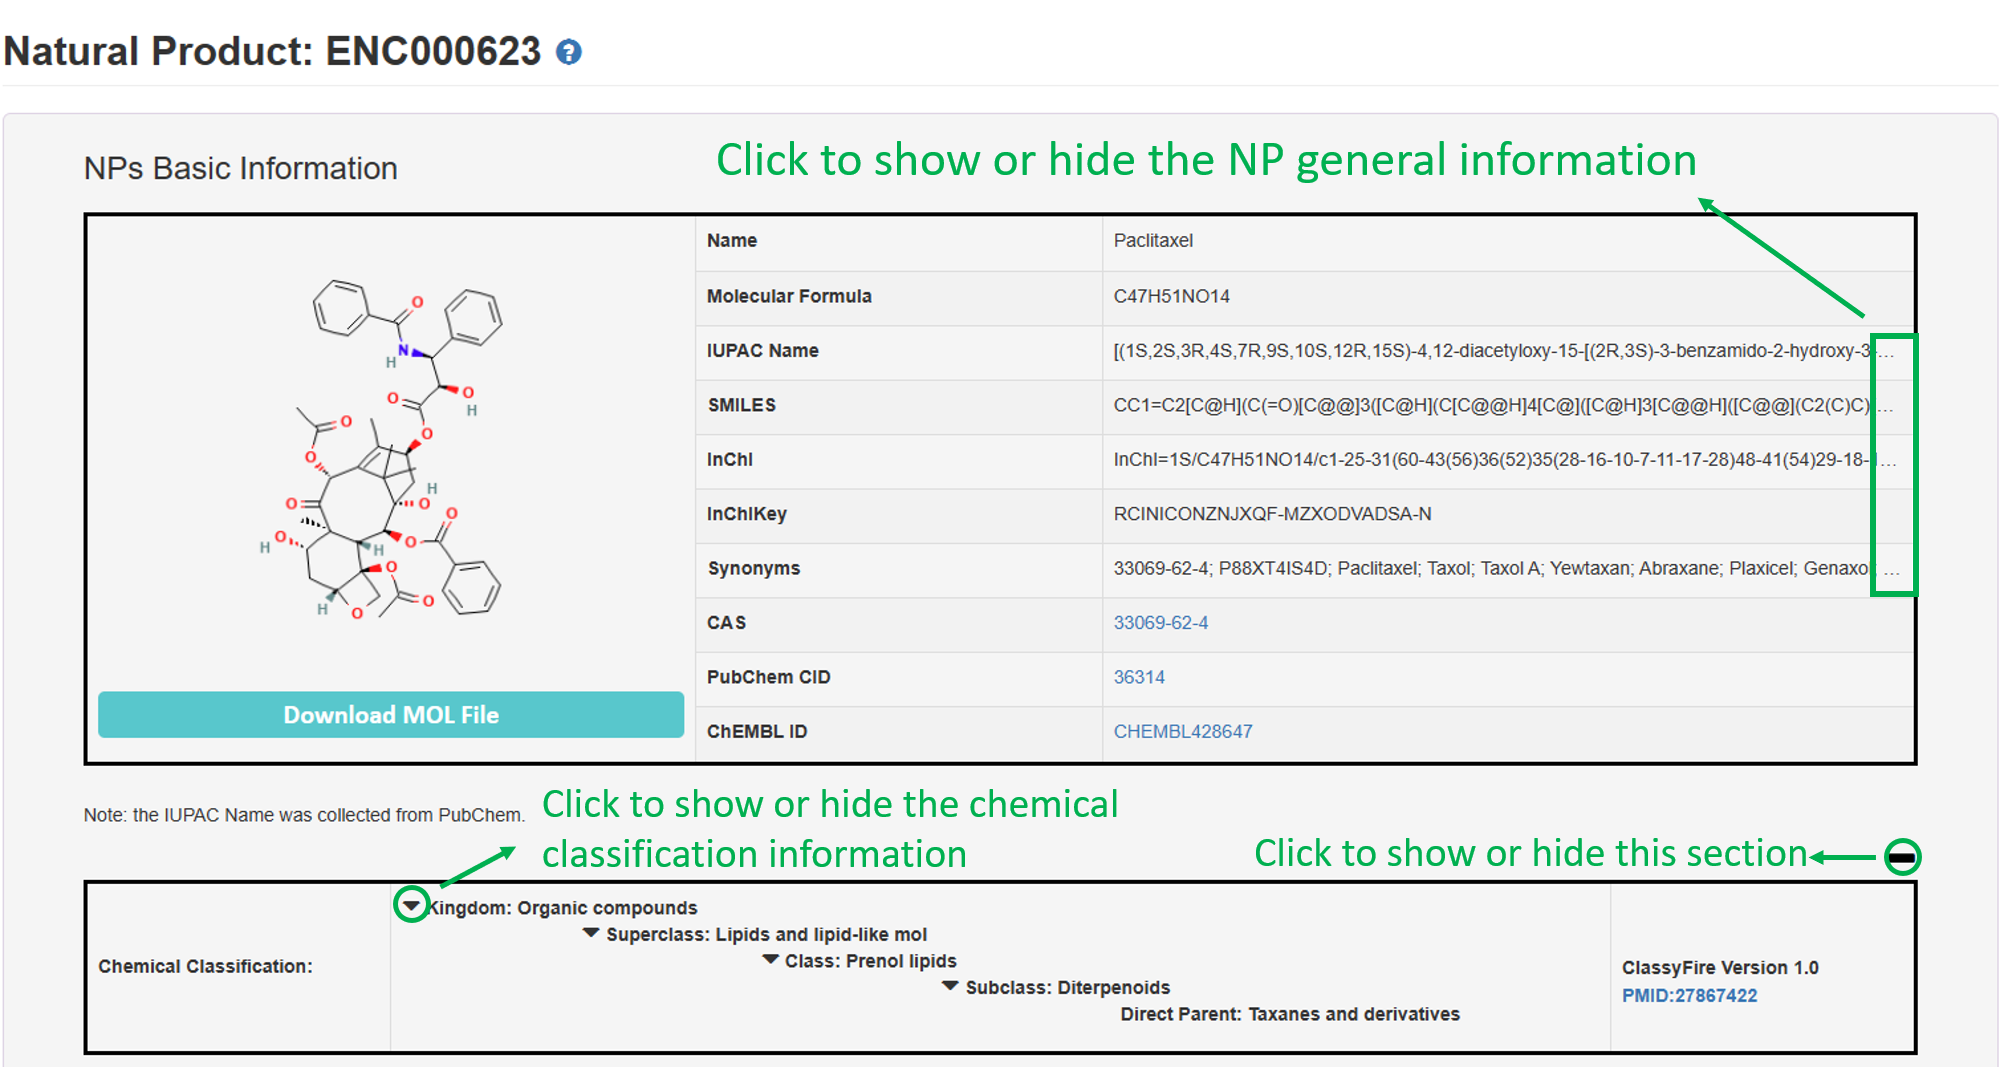 Natural Product: ENC000623 ?
NPs Basic Information
Click to show or hide the NP general information
Name Paclitaxel
Molecular Formula C47H51NO14
IUPAC Name [(1S,2S,3R,4S,7R,9S,10S,12R,15S)-4,12-diacetyloxy-15-[(2R,3S)-3-benzamido-2-hydroxy-3-...
SMILES CC1=C2[C@H](C(=O)[C@@]3([C@H](C[C@@H]4[C@]([C@H]3[C@@H]([C@@](C2(C)C)...
InChI InChI=1S/C47H51NO14/c1-25-31(60-43(56)36(52)35(28-16-10-7-11-17-28)48-41(54)29-18-1...
InChIKey RCINICONZNJXQF-MZXODVADSA-N
Synonyms 33069-62-4; P88XT4IS4D; Paclitaxel; Taxol; Taxol A; Yewtaxan; Abraxane; Plaxicel; Genaxol; ...
CAS 33069-62-4
PubChem CID 36314
ChEMBL ID CHEMBL428647
O
N
H
O
O
H
O
O
O
H
O
O
O
H
O
O
H
O
H
O
O
H
O
Download MOL File
Note: the IUPAC Name was collected from PubChem.
Click to show or hide the chemical
classification information
Click to show or hide this section
Chemical Classification:
Kingdom: Organic compounds
Superclass: Lipids and lipid-like mol
Class: Prenol lipids
Subclass: Diterpenoids
Direct Parent: Taxanes and derivatives
ClassyFire Version 1.0
PMID:27867422